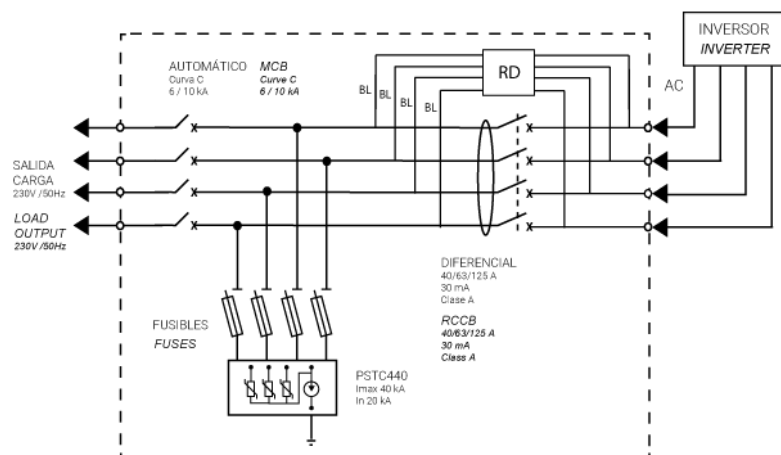 INVERSOR
INVERTER
AUTOMÁTICO
Curva C
6 / 10 kA
MCB
Curve C
6 / 10 kA
RD
BL
BL
BL
BL
AC
SALIDA
CARGA
230V /50Hz
LOAD
OUTPUT
230V /50Hz
DIFERENCIAL
40/63/125 A
30 mA
Clase A
RCCB
40/63/125 A
30 mA
Class A
FUSIBLES
FUSES
PSTC440
Imax 40 kA
In 20 kA